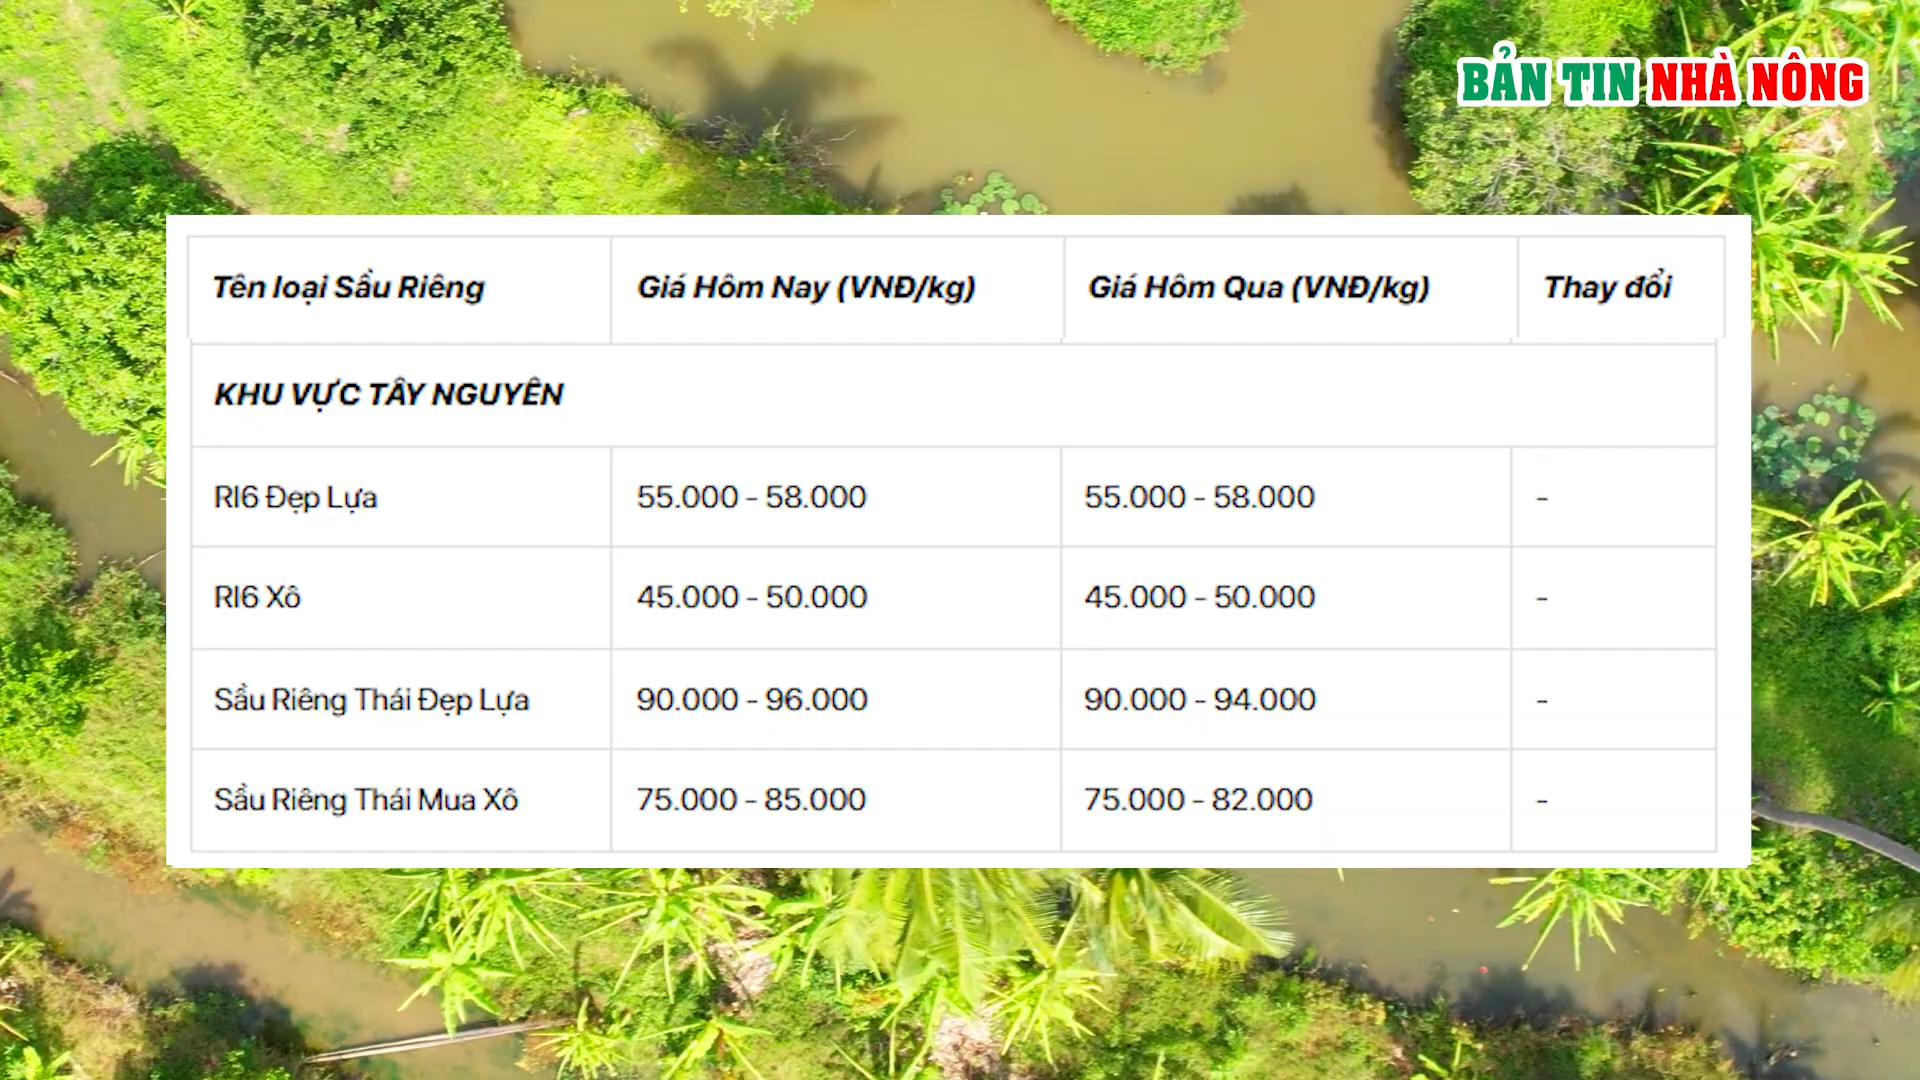 BẢN TIN NHÀ NÔNG
Tên loại Sầu Riêng Giá Hôm Nay (VNĐ/kg) Giá Hôm Qua (VNĐ/kg) Thay đổi
KHU VỰC TÂY NGUYÊN
RI6 Đẹp Lựa 55.000 - 58.000 55.000 - 58.000 -
RI6 Xô 45.000 - 50.000 45.000 - 50.000 -
Sầu Riêng Thái Đẹp Lựa 90.000 - 96.000 90.000 - 94.000 -
Sầu Riêng Thái Mua Xô 75.000 - 85.000 75.000 - 82.000 -